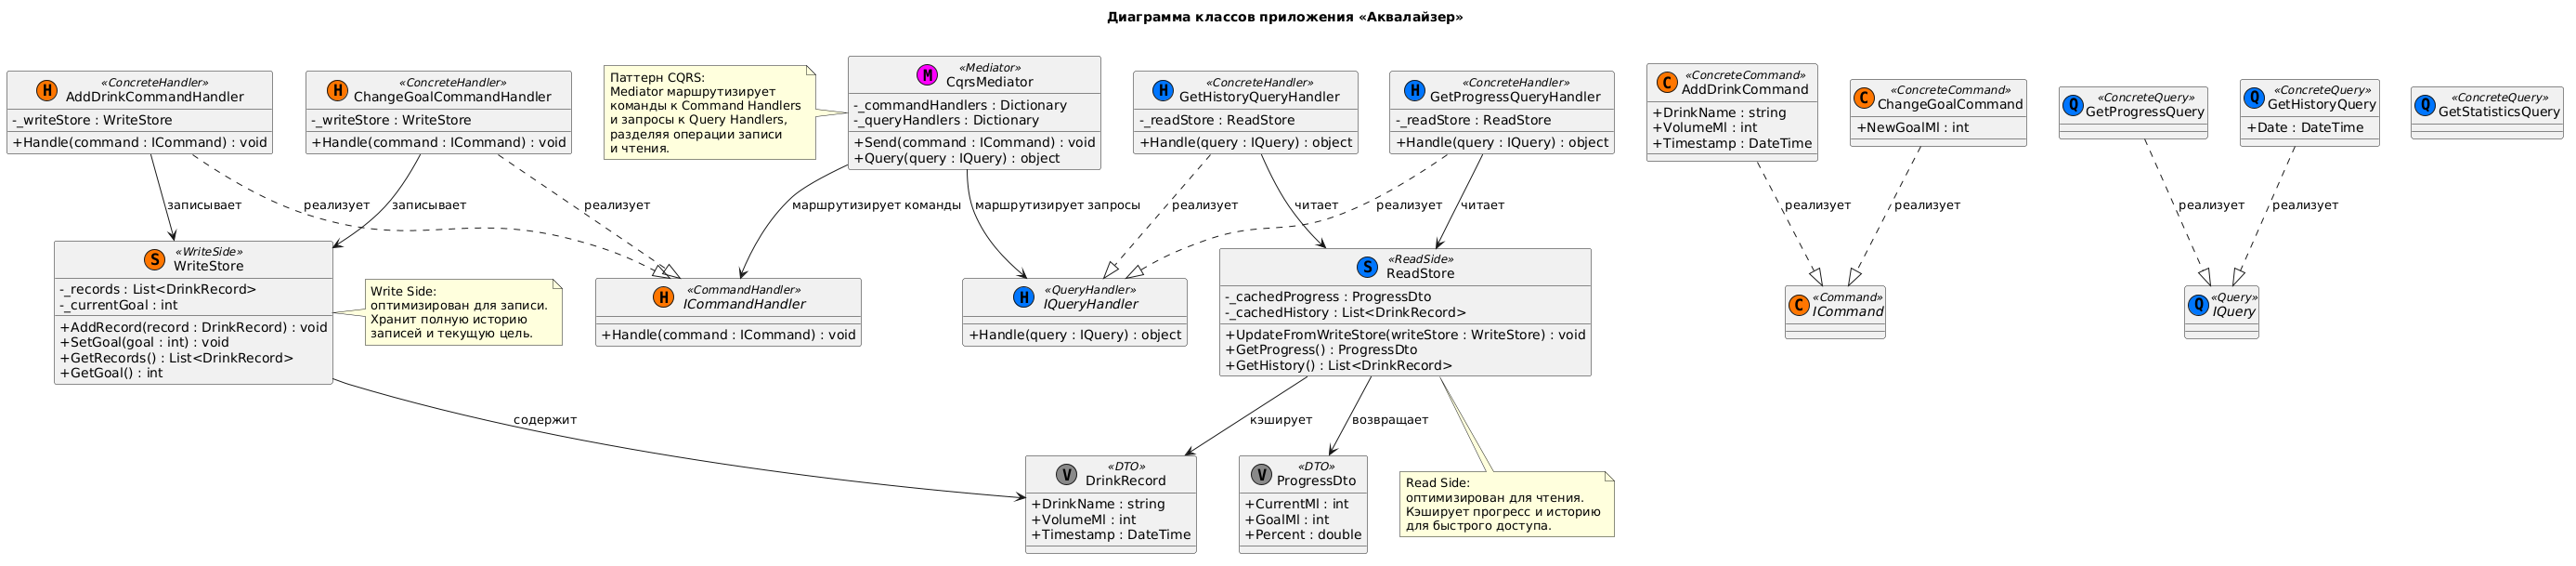 Диаграмма классов приложения «Аквалайзер»
H
«ConcreteHandler»
AddDrinkCommandHandler
-_writeStore : WriteStore
+Handle(command : ICommand) : void
H
«ConcreteHandler»
ChangeGoalCommandHandler
-_writeStore : WriteStore
+Handle(command : ICommand) : void
Паттерн CQRS:
Mediator маршрутизирует
команды к Command Handlers
и запросы к Query Handlers,
разделяя операции записи
и чтения.
M
«Mediator»
CqrsMediator
-_commandHandlers : Dictionary
-_queryHandlers : Dictionary
+Send(command : ICommand) : void
+Query(query : IQuery) : object
H
«ConcreteHandler»
GetHistoryQueryHandler
-_readStore : ReadStore
+Handle(query : IQuery) : object
H
«ConcreteHandler»
GetProgressQueryHandler
-_readStore : ReadStore
+Handle(query : IQuery) : object
C
«ConcreteCommand»
AddDrinkCommand
+DrinkName : string
+VolumeMl : int
+Timestamp : DateTime
C
«ConcreteCommand»
ChangeGoalCommand
+NewGoalMl : int
Q
«ConcreteQuery»
GetProgressQuery
Q
«ConcreteQuery»
GetHistoryQuery
+Date : DateTime
Q
«ConcreteQuery»
GetStatisticsQuery
записывает
реализует
записывает
реализует
маршрутизирует команды
маршрутизирует запросы
реализует
читает
реализует
читает
реализует
реализует
реализует
реализует
S
«WriteSide»
WriteStore
-_records : List<DrinkRecord>
-_currentGoal : int
+AddRecord(record : DrinkRecord) : void
+SetGoal(goal : int) : void
+GetRecords() : List<DrinkRecord>
+GetGoal() : int
Write Side:
оптимизирован для записи.
Хранит полную историю
записей и текущую цель.
H
«CommandHandler»
ICommandHandler
+Handle(command : ICommand) : void
H
«QueryHandler»
IQueryHandler
+Handle(query : IQuery) : object
S
«ReadSide»
ReadStore
-_cachedProgress : ProgressDto
-_cachedHistory : List<DrinkRecord>
+UpdateFromWriteStore(writeStore : WriteStore) : void
+GetProgress() : ProgressDto
+GetHistory() : List<DrinkRecord>
C
«Command»
ICommand
Q
«Query»
IQuery
содержит
кэширует
возвращает
V
«DTO»
DrinkRecord
+DrinkName : string
+VolumeMl : int
+Timestamp : DateTime
V
«DTO»
ProgressDto
+CurrentMl : int
+GoalMl : int
+Percent : double
Read Side:
оптимизирован для чтения.
Кэширует прогресс и историю
для быстрого доступа.